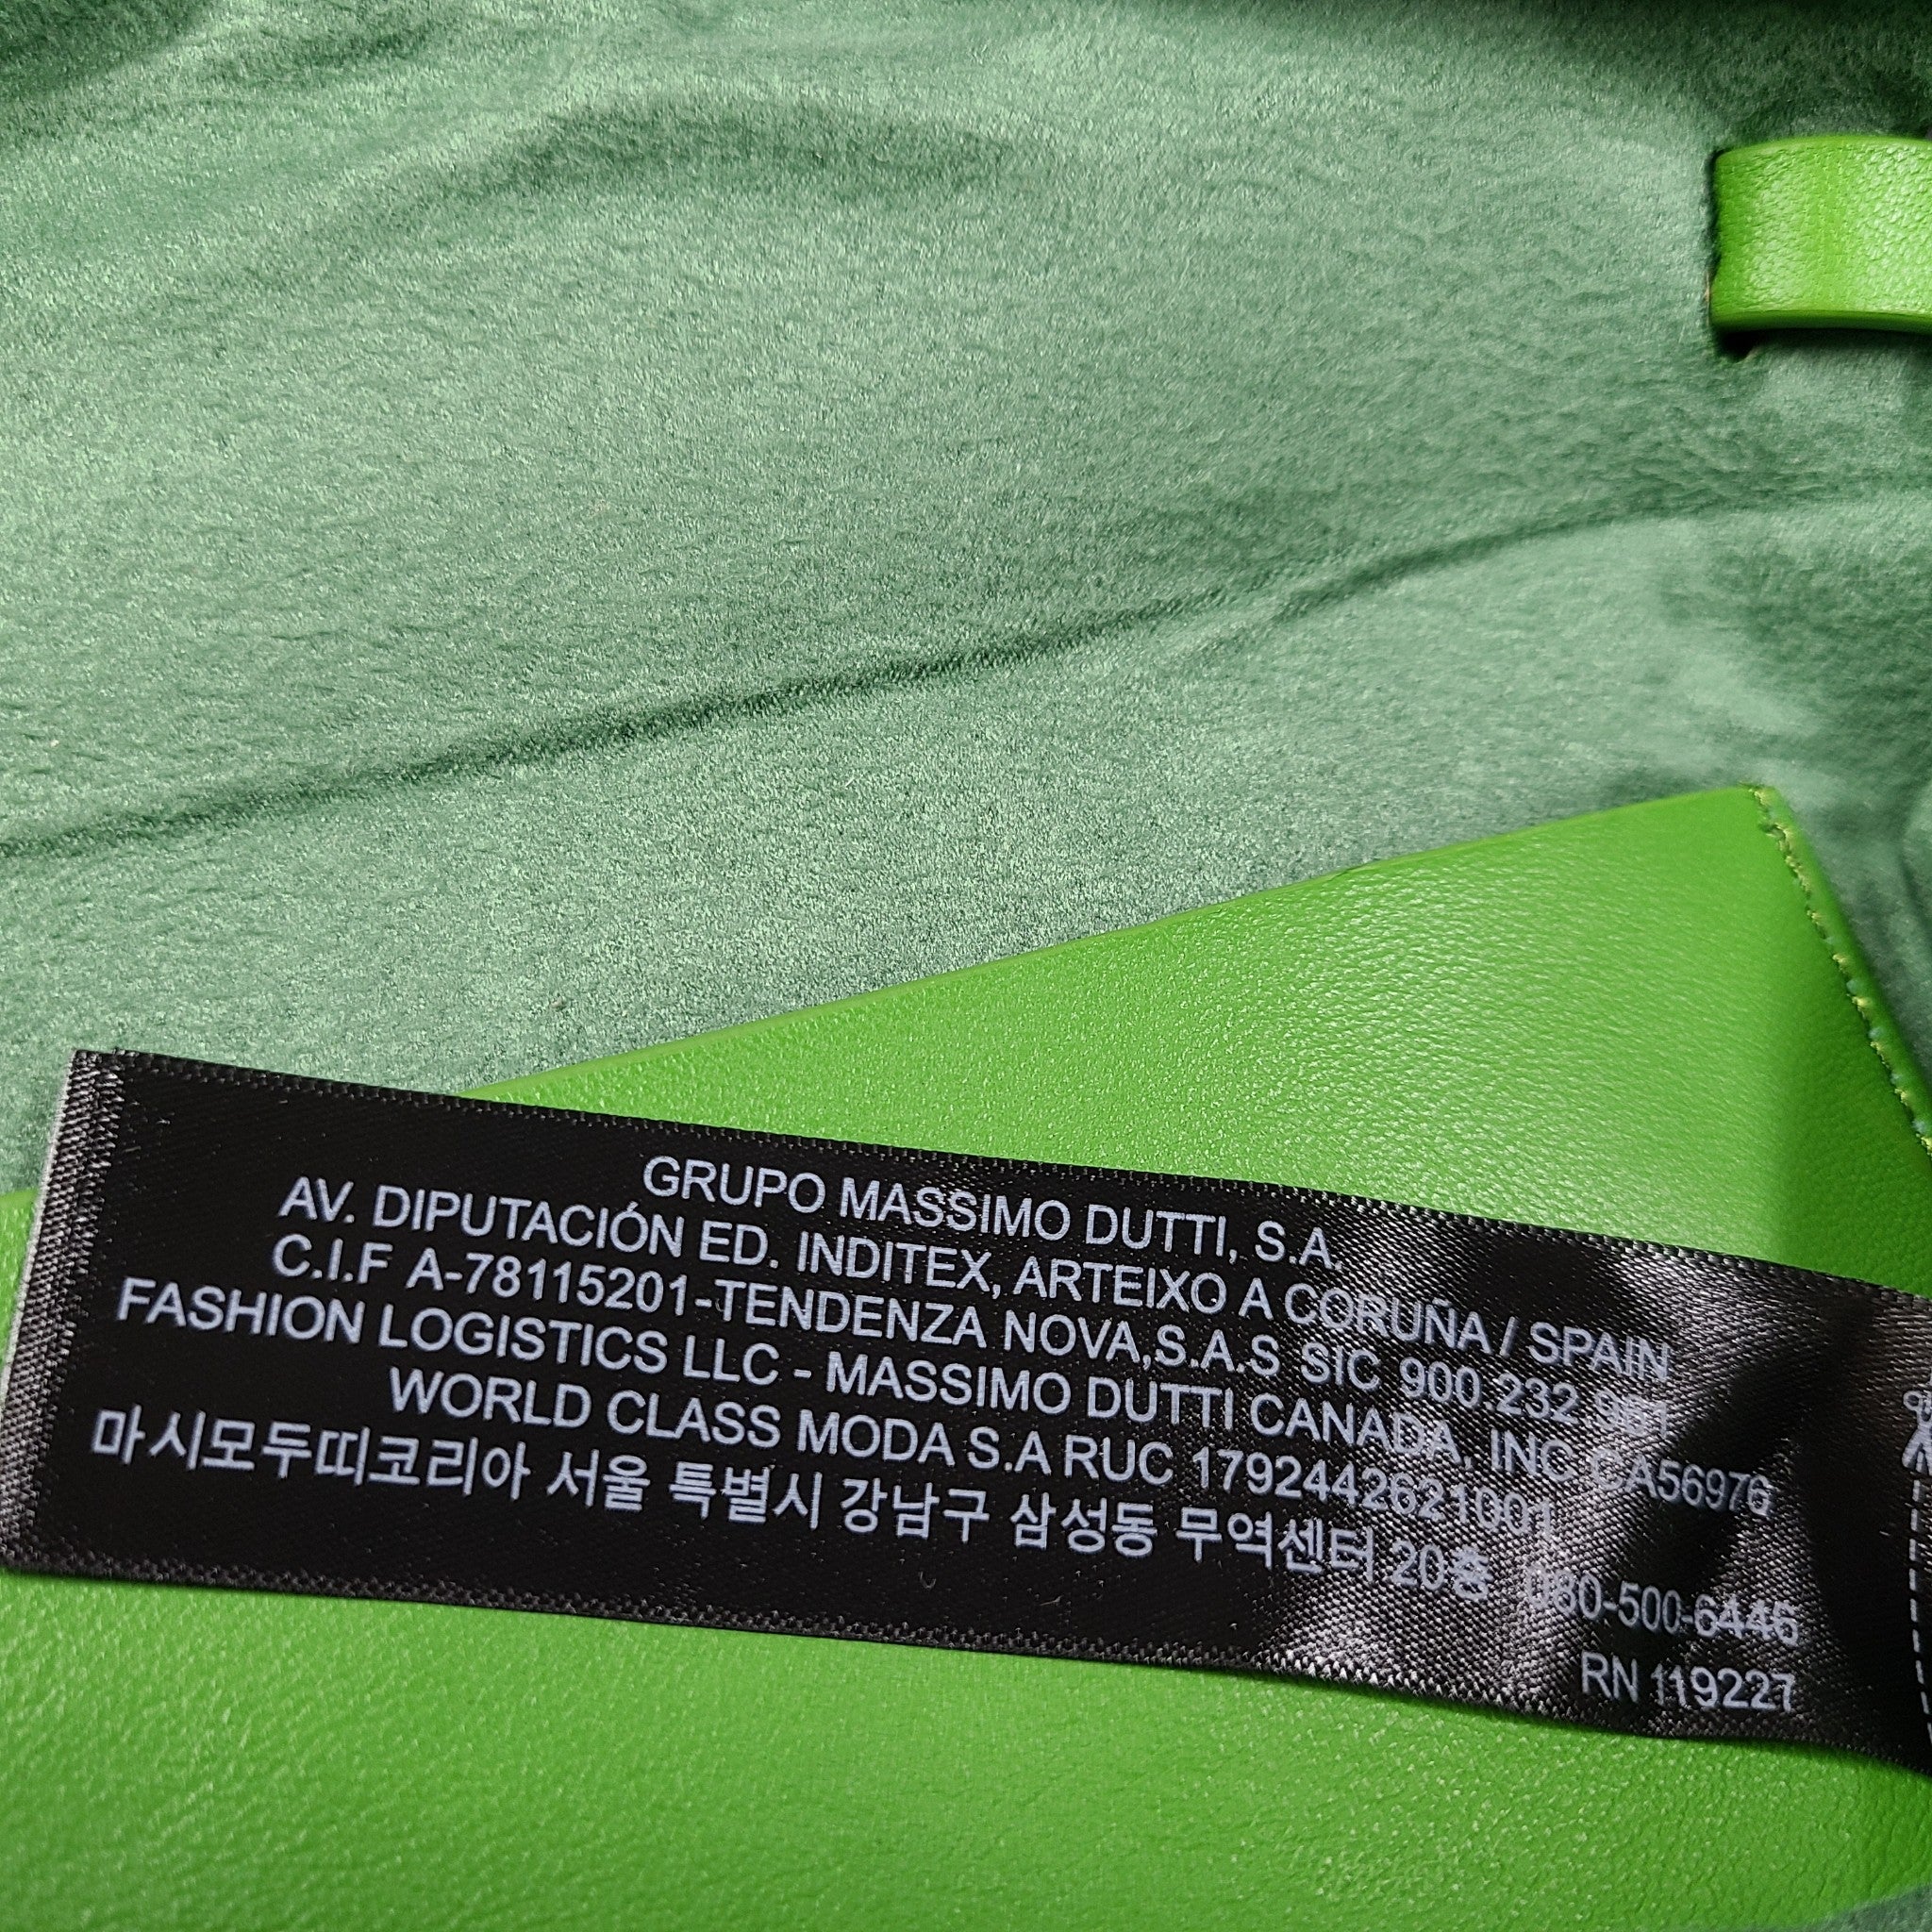 GRUPO MASSIMO DUTTI, S.A.
AV. DIPUTACIÓN ED. INDITEX, ARTEIXO A CORUÑA / SPAIN
C.I.F A-78115201-TENDENZA NOVA,S.A.S SIC 900.232.961
FASHION LOGISTICS LLC - MASSIMO DUTTI CANADA, INC CA56976
WORLD CLASS MODA S.A RUC 1792442621001
마시모두띠코리아 서울 특별시 강남구 삼성동 무역센터 20층 080-500-6446
RN 119227